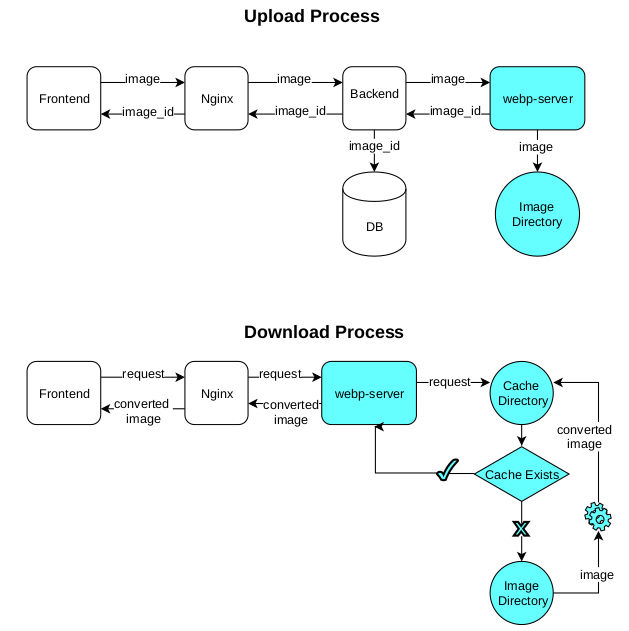 Upload Process
image
image
image
Frontend
Nginx
Backend
webp-server
image_id
image_id
image_id
image_id
image
DB
Image
Directory
Download Process
request
request
request
Frontend
Nginx
webp-server
Cache
Directory
converted
image
converted
image
converted
image
Cache Exists
X
image
Image
Directory